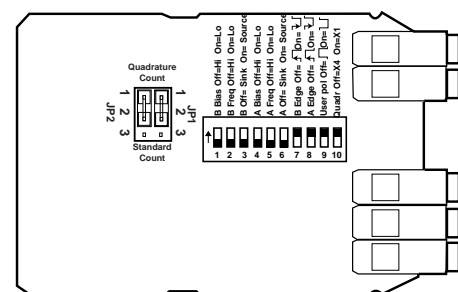 Quadrature
Count
1
2
3
JP2
1
2
3
JP1
Standard
Count
B Bias Off=Hi On=Lo
B Freq Off=Hi On=Lo
B Off= Sink On= Source
A Bias Off=Hi On=Lo
A Freq Off=Hi On=Lo
A Off= Sink On= Source
B Edge Off= On=
A Edge Off= On=
User pol Off= On=
Quadr Off=X4 On=X1
1 2 3 4 5 6 7 8 9 10